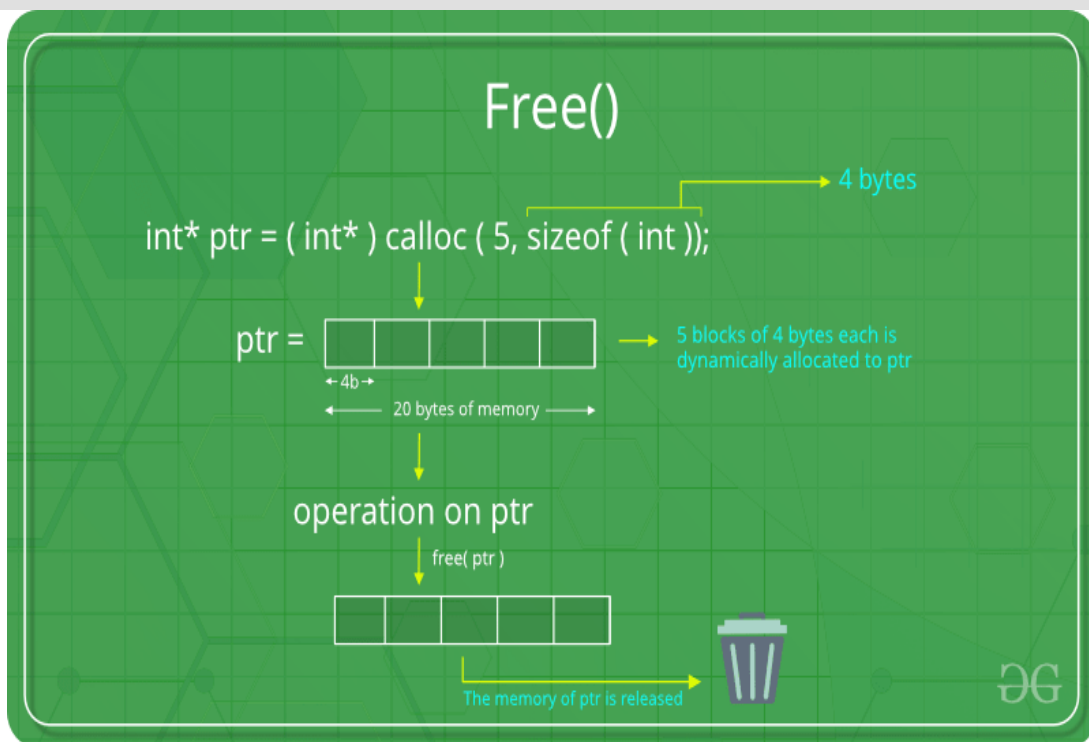 Free()
4 bytes
int* ptr = ( int* ) calloc ( 5, sizeof ( int ));
ptr =
5 blocks of 4 bytes each is
dynamically allocated to ptr
4b
20 bytes of memory
operation on ptr
free( ptr )
The memory of ptr is released